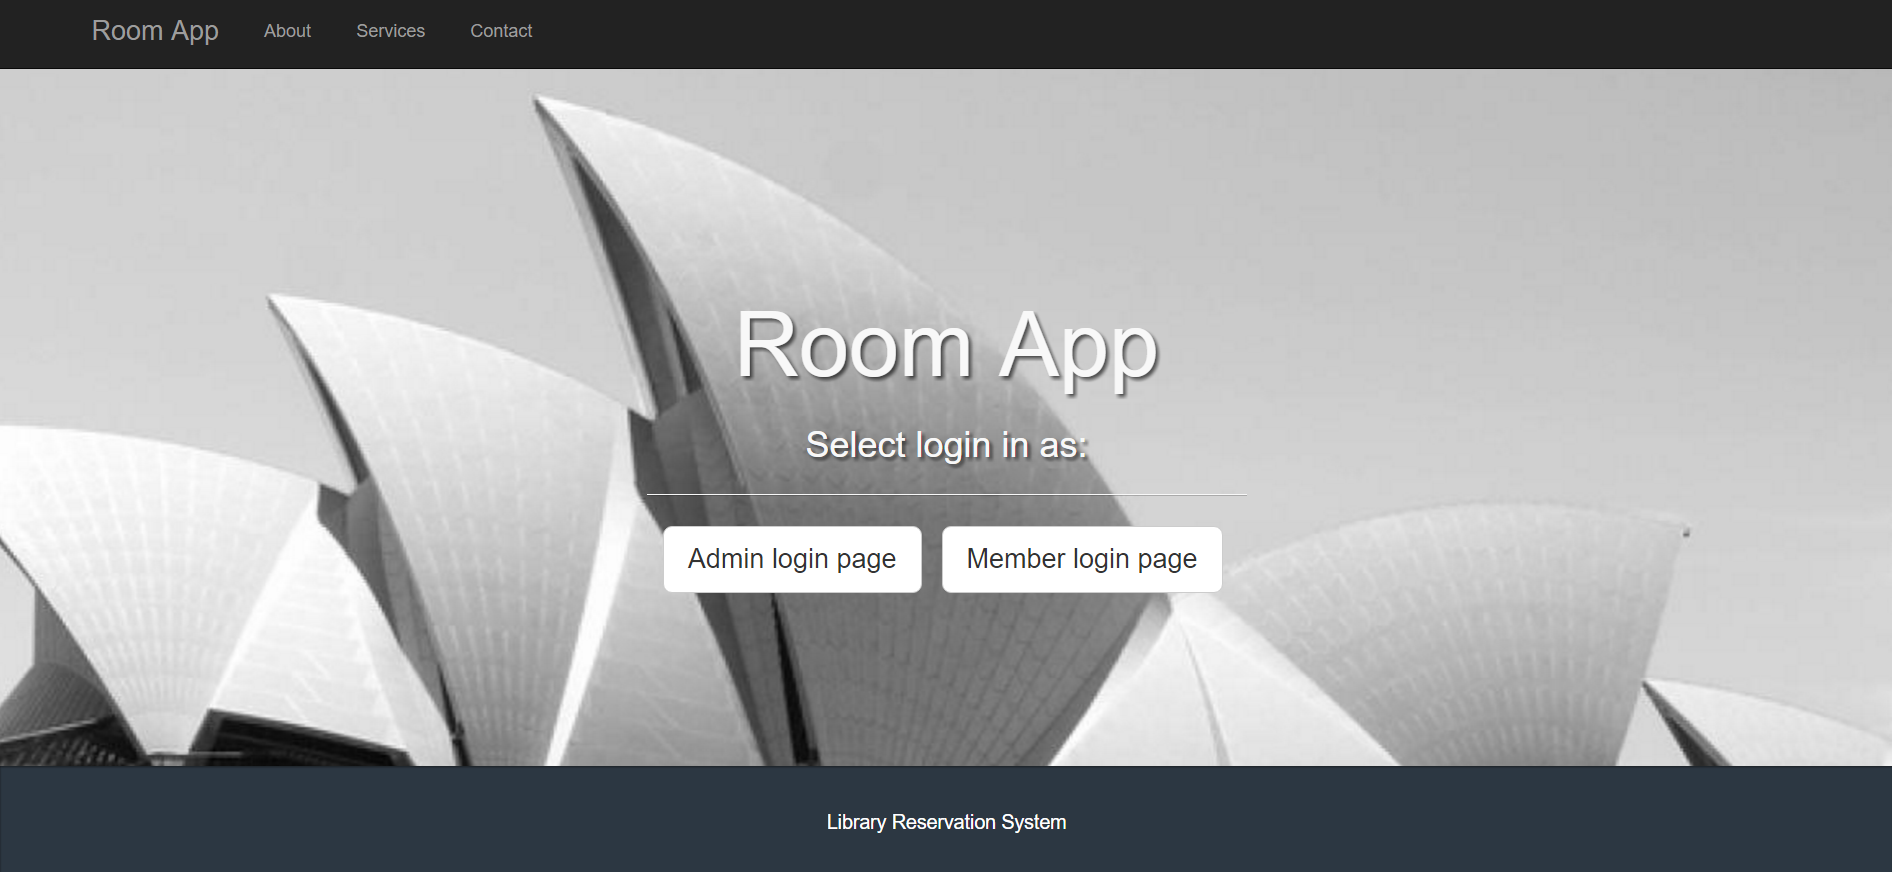 Room App About Services Contact
Room App
Select login in as:
Admin login page Member login page
Library Reservation System